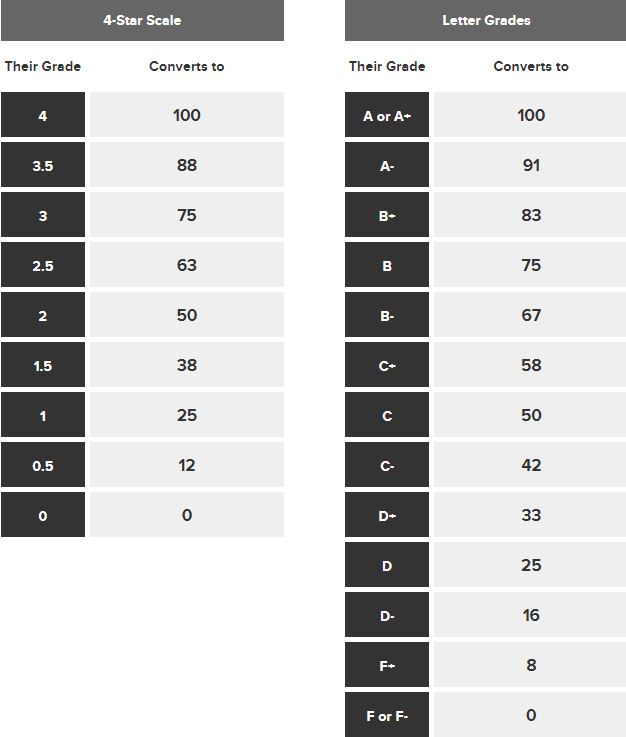 4-Star Scale
Their Grade Converts to
4 100
3.5 88
3 75
2.5 63
2 50
1.5 38
1 25
0.5 12
0 0
Letter Grades
Their Grade Converts to
A or A+ 100
A- 91
B+ 83
B 75
B- 67
C+ 58
C 50
C- 42
D+ 33
D 25
D- 16
F+ 8
F or F- 0